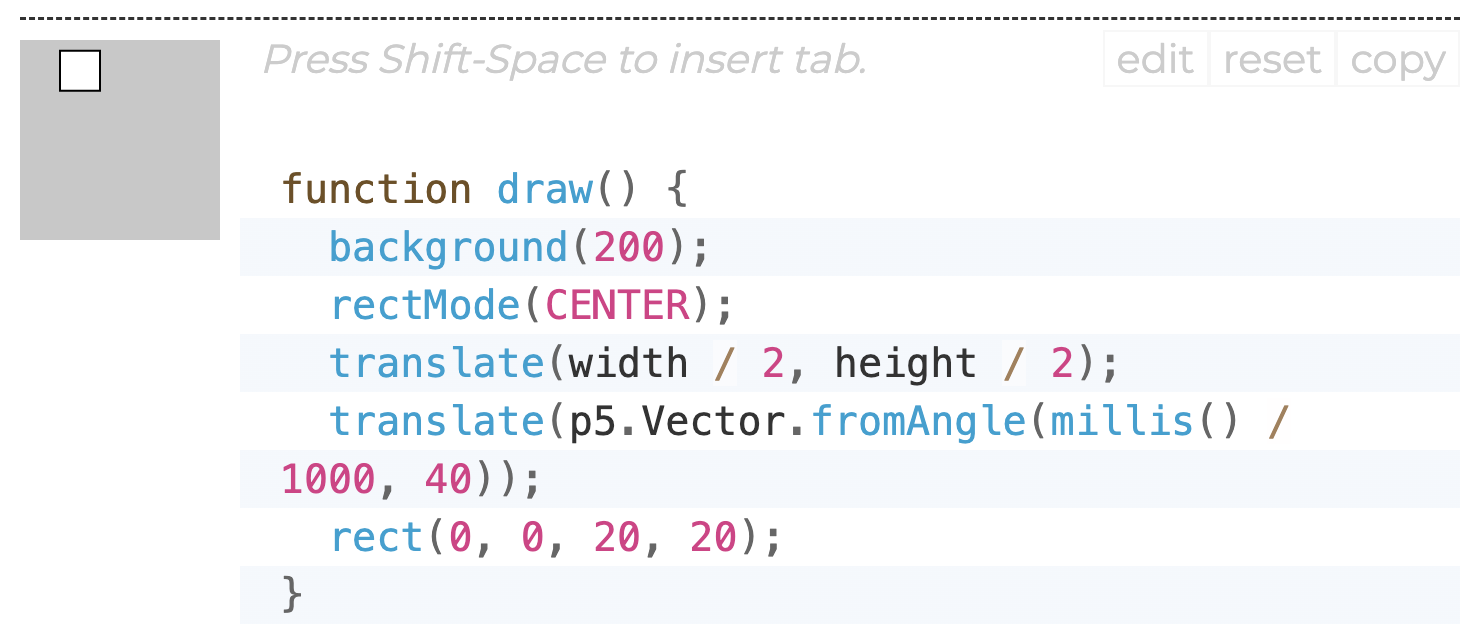 Press Shift-Space to insert tab.
edit reset copy
function draw() {
  background(200);
  rectMode(CENTER);
  translate(width / 2, height / 2);
  translate(p5.Vector.fromAngle(millis() /
1000, 40));
  rect(0, 0, 20, 20);
}